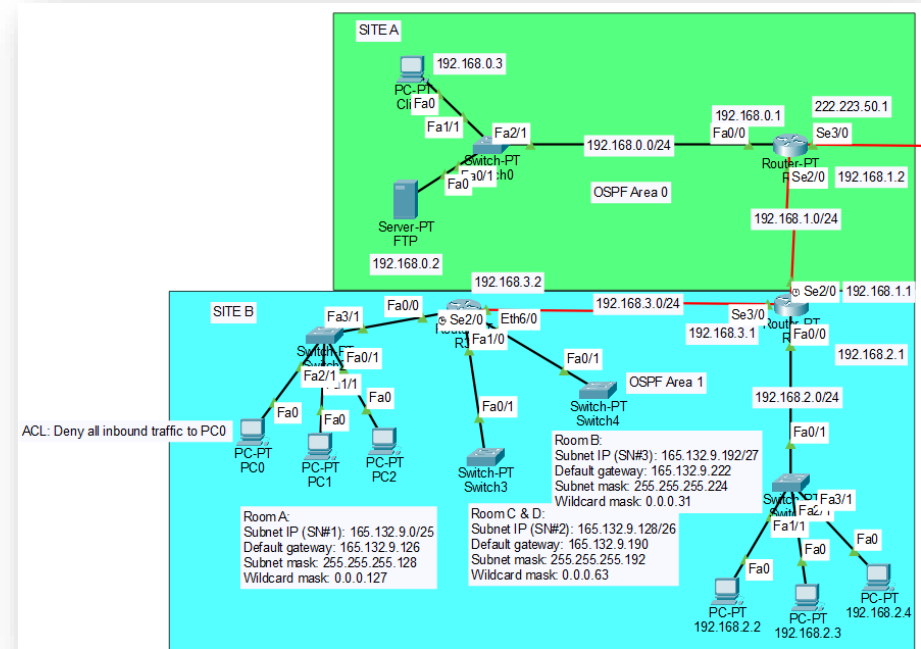 SITE A
192.168.0.3
PC-PT
Fa0
Fa1/1
Fa2/1
Switch-PT
Fa0/1
Fa0
Server-PT
FTP
192.168.0.2
192.168.0.0/24
192.168.0.1
Fa0/0
222.223.50.1
Se3/0
Router-PT
Se2/0
192.168.1.2
OSPF Area 0
192.168.1.0/24
SITE B
192.168.3.2
Fa0/0
Se2/0
Eth6/0
R3
Fa1/0
192.168.3.0/24
Se3/0
192.168.3.1
Se2/0
192.168.1.1
Router-PT
Fa0/0
192.168.2.1
Fa3/1
Switch-PT
Fa0/1
Fa2/1
Fa1/1
Fa0
Fa0
Fa0
ACL: Deny all inbound traffic to PC0
PC-PT
PC0
PC-PT
PC1
PC-PT
PC2
Fa0/1
Switch-PT
Switch3
Fa0/1
Switch-PT
Switch4
OSPF Area 1
192.168.2.0/24
Fa0/1
Switch-PT
Fa3/1
Fa2/1
Fa1/1
Fa0
Fa0
Fa0
PC-PT
192.168.2.2
PC-PT
192.168.2.3
PC-PT
192.168.2.4
Room B:
Subnet IP (SN#3): 165.132.9.192/27
Default gateway: 165.132.9.222
Subnet mask: 255.255.255.224
Wildcard mask: 0.0.0.31
Room A:
Subnet IP (SN#1): 165.132.9.0/25
Default gateway: 165.132.9.126
Subnet mask: 255.255.255.128
Wildcard mask: 0.0.0.127
Room C & D:
Subnet IP (SN#2): 165.132.9.128/26
Default gateway: 165.132.9.190
Subnet mask: 255.255.255.192
Wildcard mask: 0.0.0.63